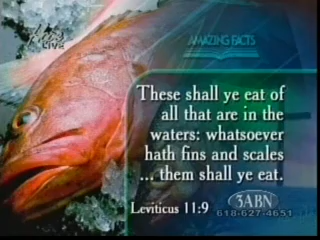 LIVE
AMAZING FACTS
These shall ye eat of
all that are in the
waters: whatsoever
hath fins and scales
... them shall ye eat.
Leviticus 11:9
3ABN
618-627-4651